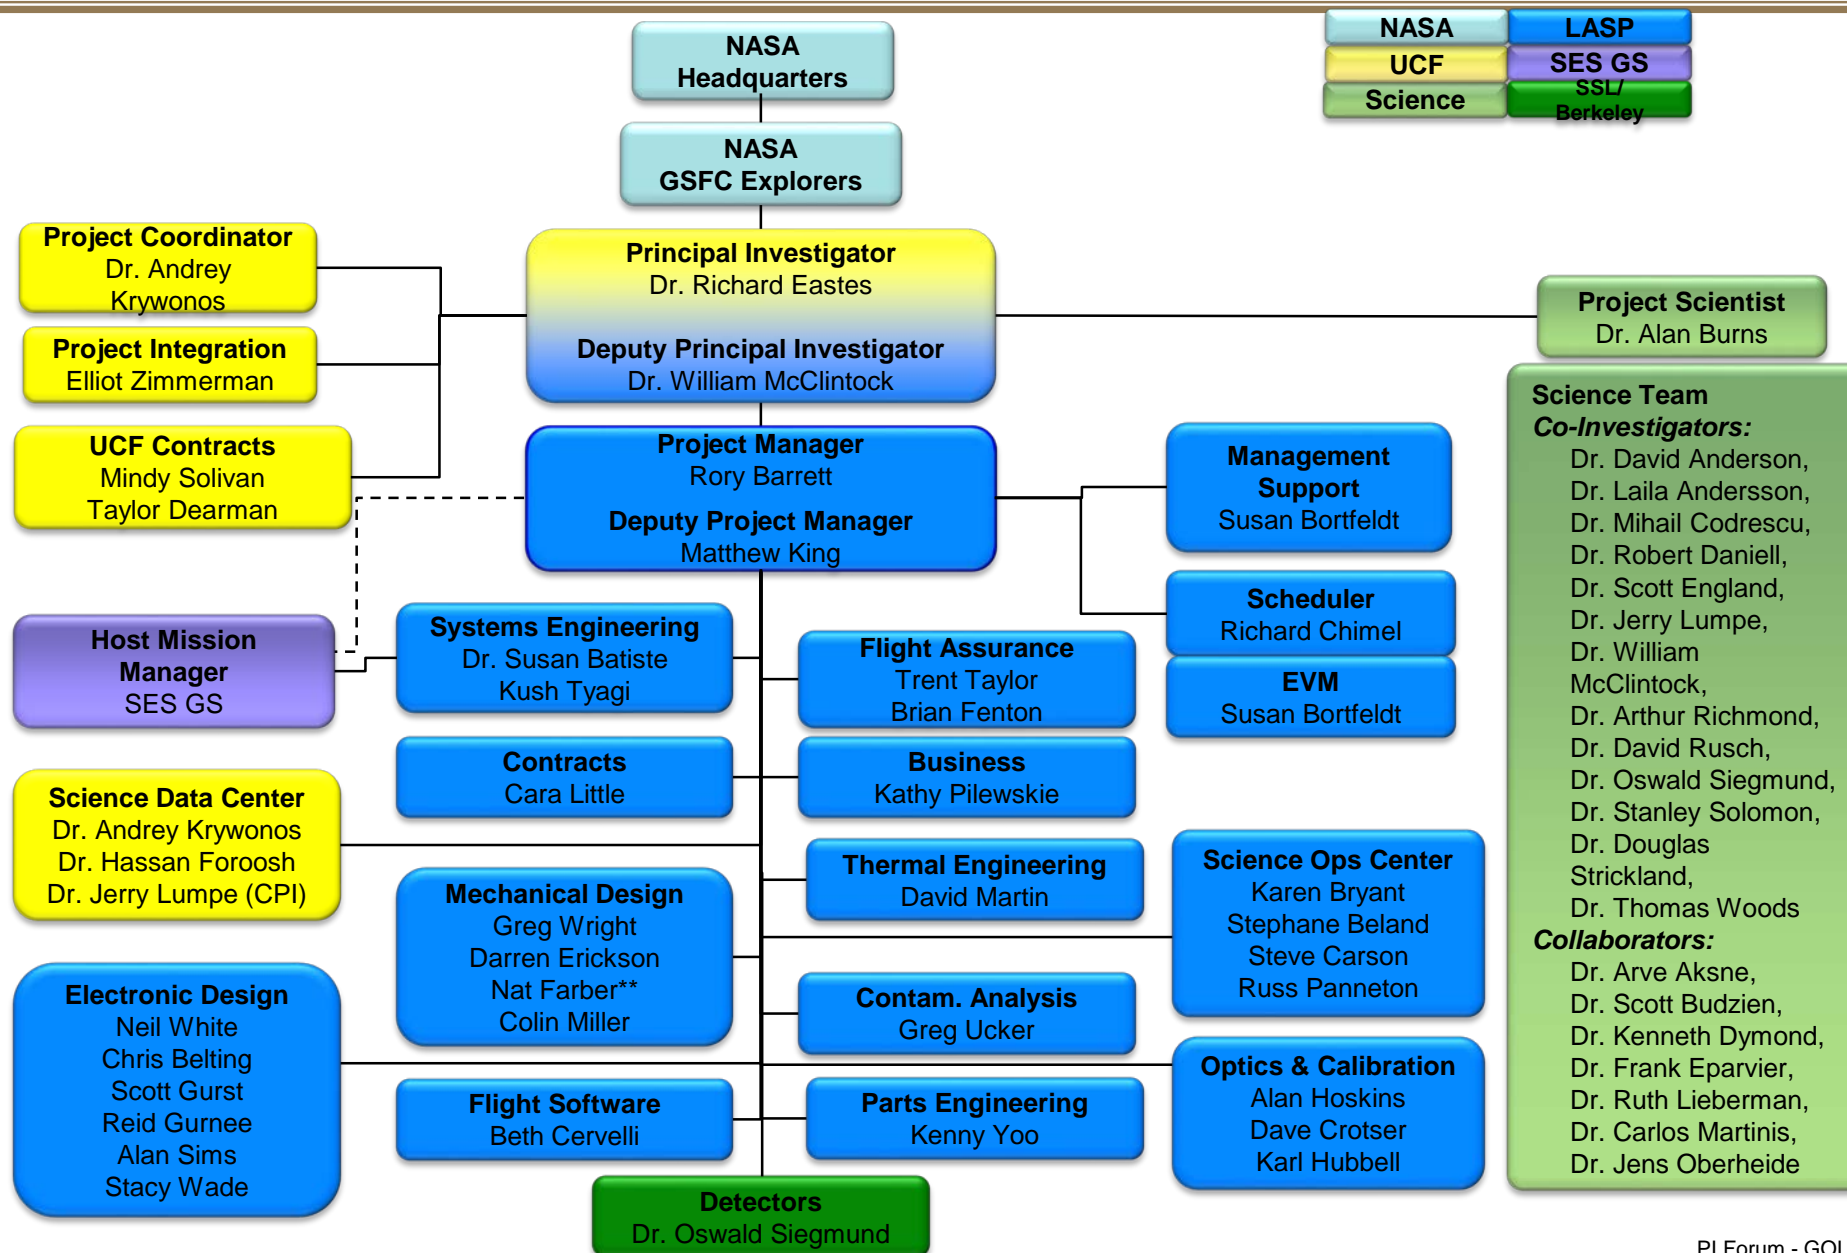 NASA
LASP
UCF
SES GS
Science
SSL/
Berkeley
NASA
Headquarters
NASA
GSFC Explorers
Project Coordinator
Dr. Andrey
Krywonos
Project Integration
Elliot Zimmerman
UCF Contracts
Mindy Solivan
Taylor Dearman
Principal Investigator
Dr. Richard Eastes
Deputy Principal Investigator
Dr. William McClintock
Project Scientist
Dr. Alan Burns
Project Manager
Rory Barrett
Deputy Project Manager
Matthew King
Management
Support
Susan Bortfeldt
Scheduler
Richard Chimel
EVM
Susan Bortfeldt
Host Mission
Manager
SES GS
Systems Engineering
Dr. Susan Batiste
Kush Tyagi
Flight Assurance
Trent Taylor
Brian Fenton
Contracts
Cara Little
Business
Kathy Pilewskie
Science Data Center
Dr. Andrey Krywonos
Dr. Hassan Foroosh
Dr. Jerry Lumpe (CPI)
Mechanical Design
Greg Wright
Darren Erickson
Nat Farber**
Colin Miller
Thermal Engineering
David Martin
Science Ops Center
Karen Bryant
Stephane Beland
Steve Carson
Russ Panneton
Electronic Design
Neil White
Chris Belting
Scott Gurst
Reid Gurnee
Alan Sims
Stacy Wade
Contam. Analysis
Greg Ucker
Flight Software
Beth Cervelli
Parts Engineering
Kenny Yoo
Optics & Calibration
Alan Hoskins
Dave Crotser
Karl Hubbell
Detectors
Dr. Oswald Siegmund
Science Team
Co-Investigators:
Dr. David Anderson,
Dr. Laila Andersson,
Dr. Mihail Codrescu,
Dr. Robert Daniell,
Dr. Scott England,
Dr. Jerry Lumpe,
Dr. William
McClintock,
Dr. Arthur Richmond,
Dr. David Rusch,
Dr. Oswald Siegmund,
Dr. Stanley Solomon,
Dr. Douglas
Strickland,
Dr. Thomas Woods
Collaborators:
Dr. Arve Aksne,
Dr. Scott Budzien,
Dr. Kenneth Dymond,
Dr. Frank Eparvier,
Dr. Ruth Lieberman,
Dr. Carlos Martinis,
Dr. Jens Oberheide
PI Forum -